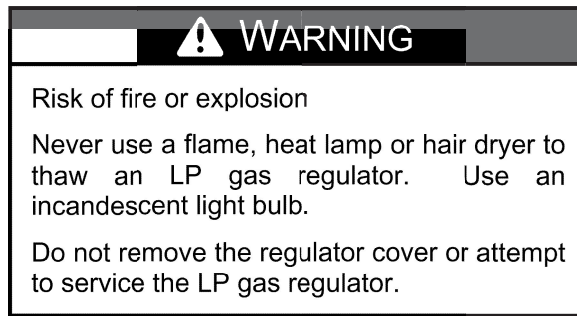 WARNING
Risk of fire or explosion
Never use a flame, heat lamp or hair dryer to
thaw an LP gas regulator. Use an
incandescent light bulb.
Do not remove the regulator cover or attempt
to service the LP gas regulator.